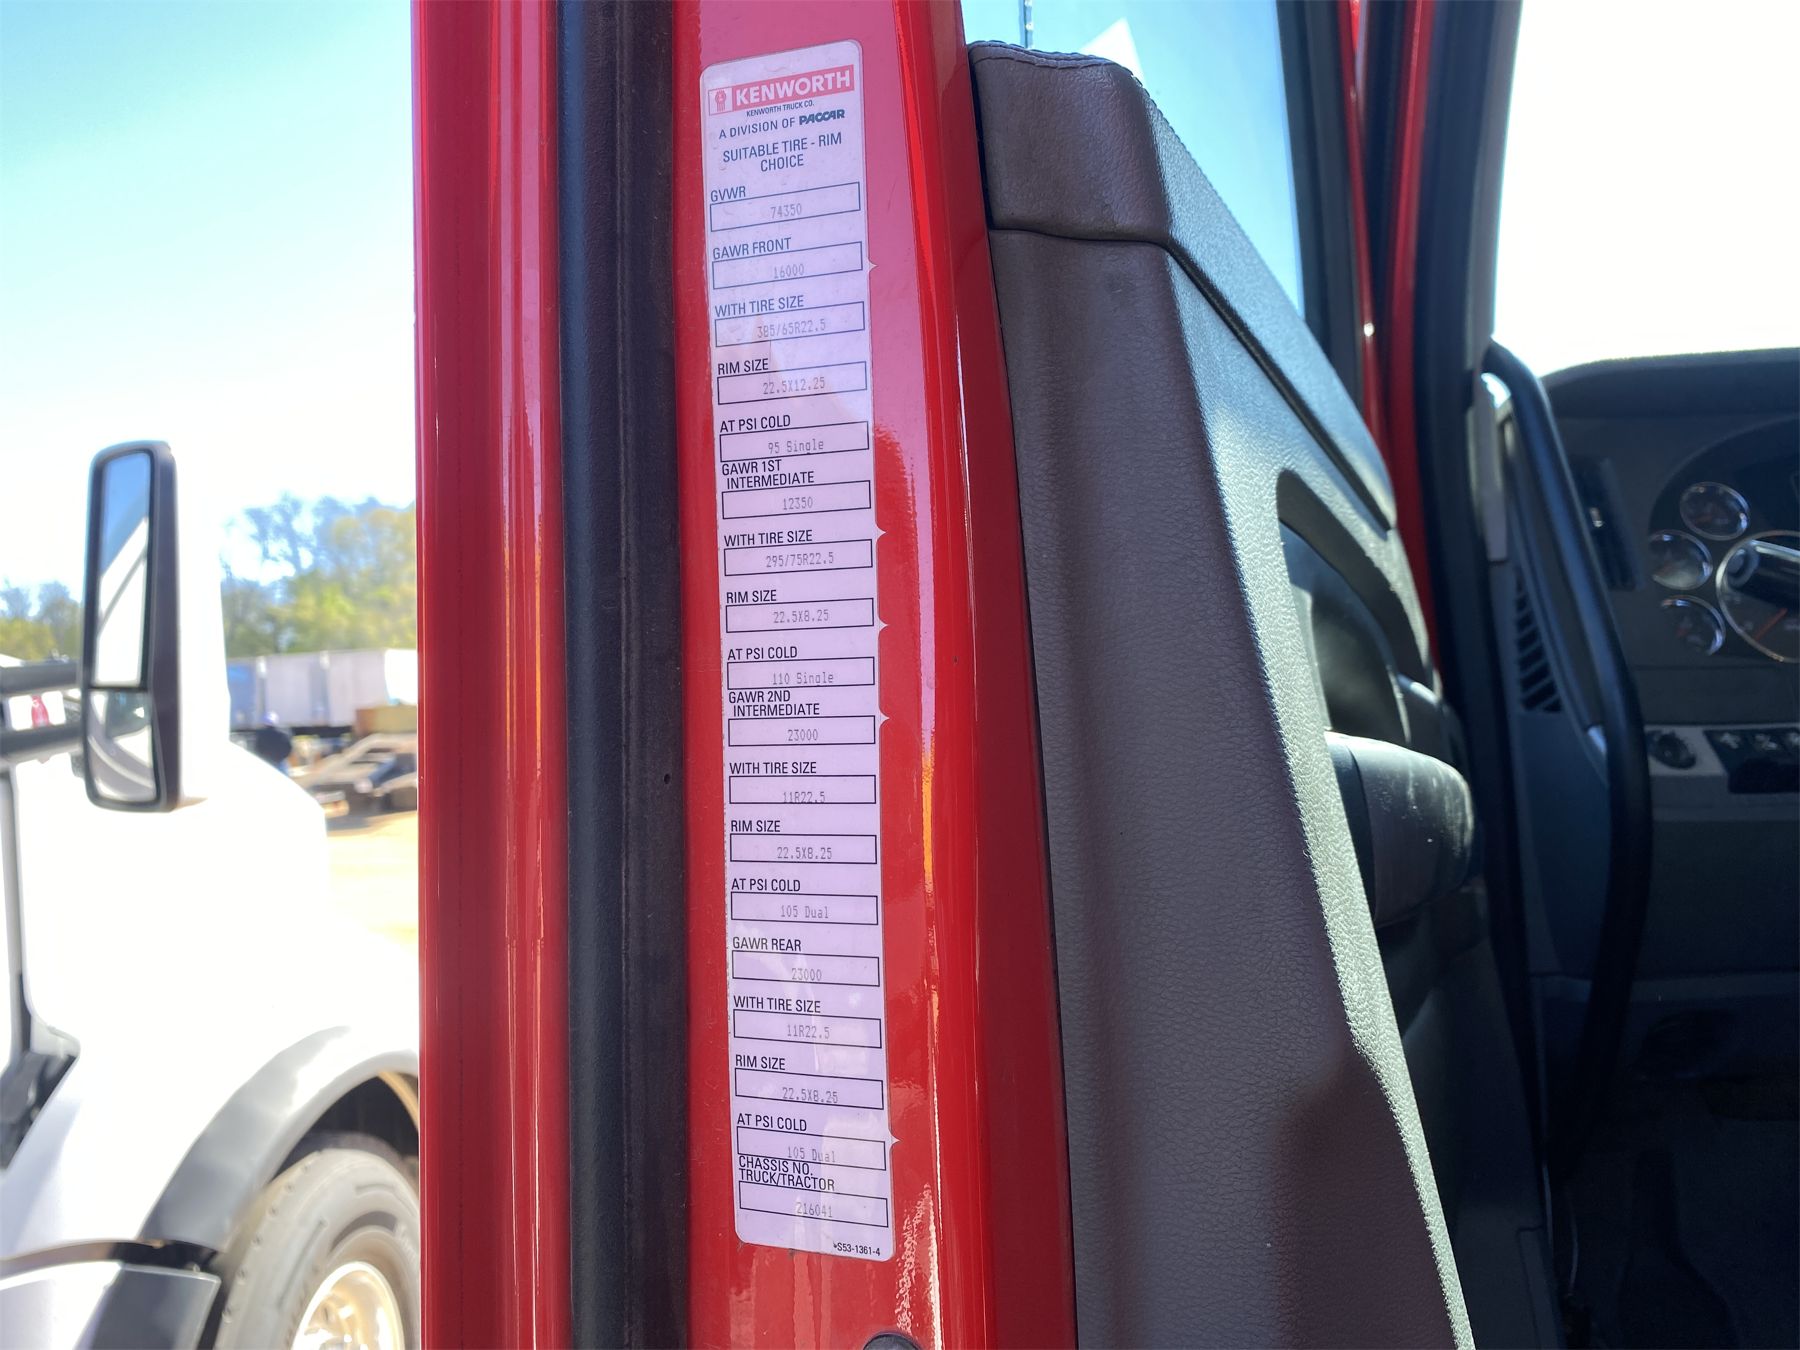 KENWORTH
KENWORTH TRUCK CO.
A DIVISION OF PACCAR
SUITABLE TIRE - RIM
CHOICE
GVWR
74350
GAWR FRONT
16000
WITH TIRE SIZE
385/65R22.5
RIM SIZE
22.5X12.25
AT PSI COLD
95 Single
GAWR 1ST
INTERMEDIATE
12350
WITH TIRE SIZE
295/75R22.5
RIM SIZE
22.5X8.25
AT PSI COLD
110 Single
GAWR 2ND
INTERMEDIATE
23000
WITH TIRE SIZE
11R22.5
RIM SIZE
22.5X8.25
AT PSI COLD
105 Dual
GAWR REAR
23000
WITH TIRE SIZE
11R22.5
RIM SIZE
22.5X8.25
AT PSI COLD
105 Dual
CHASSIS NO.
TRUCK/TRACTOR
216041
*S53-1361-4